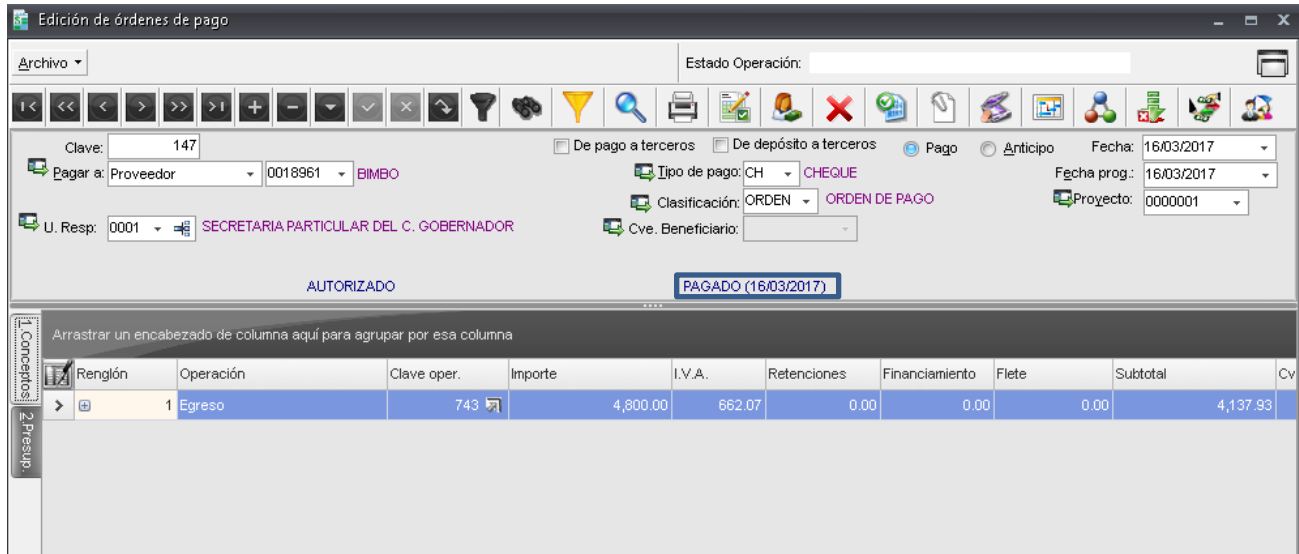 Edición de órdenes de pago
Archivo Estado Operación:
Clave: 147 De pago a terceros De depósito a terceros Pago Anticipo Fecha: 16/03/2017
Pagar a: Proveedor 0018961 BIMBO Tipo de pago: CH CHEQUE Fecha prog.: 16/03/2017
Clasificación: ORDEN ORDEN DE PAGO Proyecto: 0000001
U. Resp: 0001 SECRETARIA PARTICULAR DEL C. GOBERNADOR Cve. Beneficiario:
AUTORIZADO PAGADO (16/03/2017)
1.Conceptos
2.Presup.
Arrastrar un encabezado de columna aquí para agrupar por esa columna
Renglón Operación Clave oper. Importe I.V.A. Retenciones Financiamiento Flete Subtotal Cv
1 Egreso 743 4,800.00 662.07 0.00 0.00 0.00 4,137.93